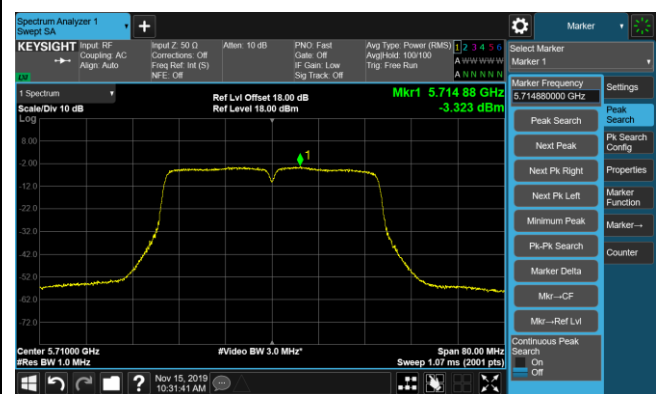 Spectrum Analyzer 1
Swept SA
+
Marker
KEYSIGHT Input: RF Input Z: 50 Ω Atten: 10 dB PNO: Fast Avg Type: Power (RMS) 1 2 3 4 5 6
Coupling: AC Corrections: Off Gate: Off Avg|Hold: 100/100 A WW WW W
Align: Auto Freq Ref: Int (S) IF Gain: Low Trig: Free Run
NFE: Off Sig Track: Off A N N N N N
Select Marker
Marker 1
1 Spectrum
Scale/Div 10 dB
Log
Ref Lvl Offset 18.00 dB
Ref Level 18.00 dBm
Mkr1 5.714 88 GHz
-3.323 dBm
1
8.00
-2.00
-12.0
-22.0
-32.0
-42.0
-52.0
-62.0
-72.0
Center 5.71000 GHz #Video BW 3.0 MHz* Span 80.00 MHz
#Res BW 1.0 MHz Sweep 1.07 ms (2001 pts)
Marker Frequency
5.714880000 GHz
Peak Search
Next Peak
Next Pk Right
Next Pk Left
Minimum Peak
Pk-Pk Search
Marker Delta
Mkr→CF
Mkr→Ref Lvl
Continuous Peak
Search
On
Off
Settings
Peak
Search
Pk Search
Config
Properties
Marker
Function
Marker→
Counter
?
Nov 15, 2019
10:31:41 AM